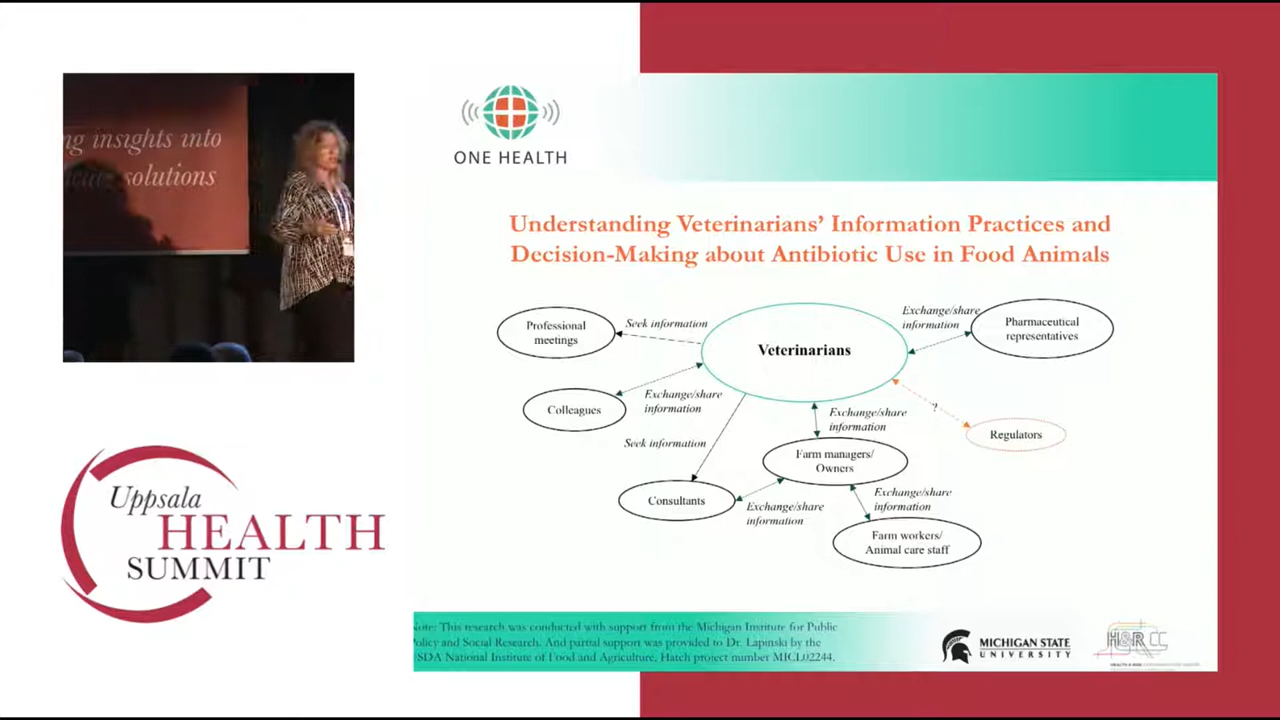 ng insights into
solutions
Uppsala
HEALTH
SUMMIT
ONE HEALTH
Understanding Veterinarians’ Information Practices and
Decision-Making about Antibiotic Use in Food Animals
Professional
meetings
Seek information
Veterinarians
Exchange/share
information
Pharmaceutical
representatives
Colleagues
Exchange/share
information
Seek information
Exchange/share
information
?
Regulators
Farm managers/
Owners
Consultants
Exchange/share
information
Exchange/share
information
Farm workers/
Animal care staff
Note: This research was conducted with support from the Michigan Institute for Public
Policy and Social Research. And partial support was provided to Dr. Lapinski by the
USDA National Institute of Food and Agriculture, Hatch project number MICL02244.
MICHIGAN STATE
UNIVERSITY
H&R CC